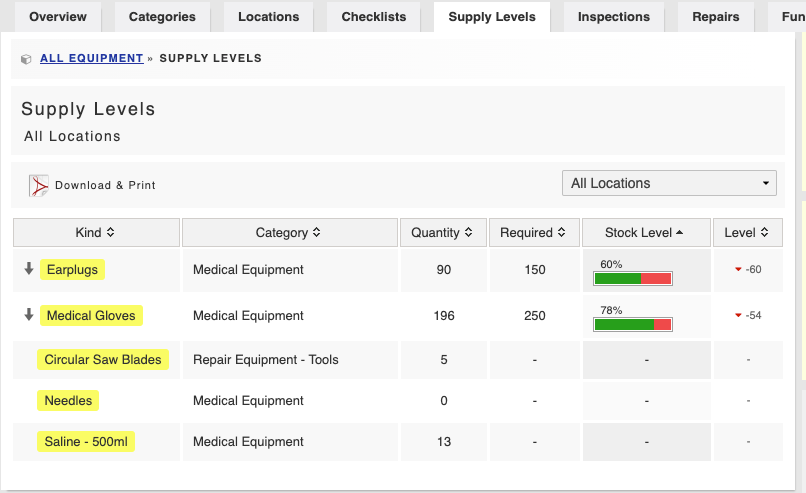 Overview Categories Locations Checklists Supply Levels Inspections Repairs Fun
ALL EQUIPMENT » SUPPLY LEVELS
Supply Levels
All Locations
Download & Print All Locations
Kind Category Quantity Required Stock Level Level
Earplugs Medical Equipment 90 150 60% -60
Medical Gloves Medical Equipment 196 250 78% -54
Circular Saw Blades Repair Equipment - Tools 5 - - -
Needles Medical Equipment 0 - - -
Saline - 500ml Medical Equipment 13 - - -